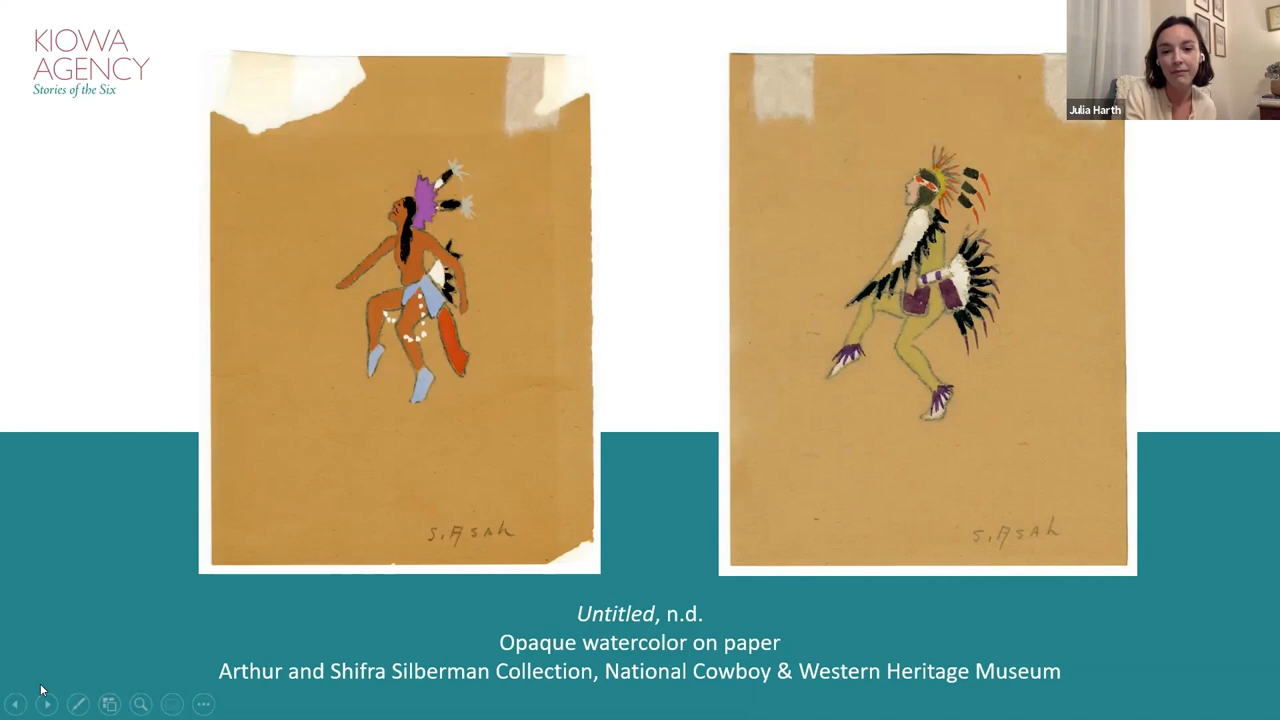 KIOWA
AGENCY
Stories of the Six
Julia Harth
S. Asah
S. Asah
Untitled, n.d.
Opaque watercolor on paper
Arthur and Shifra Silberman Collection, National Cowboy & Western Heritage Museum